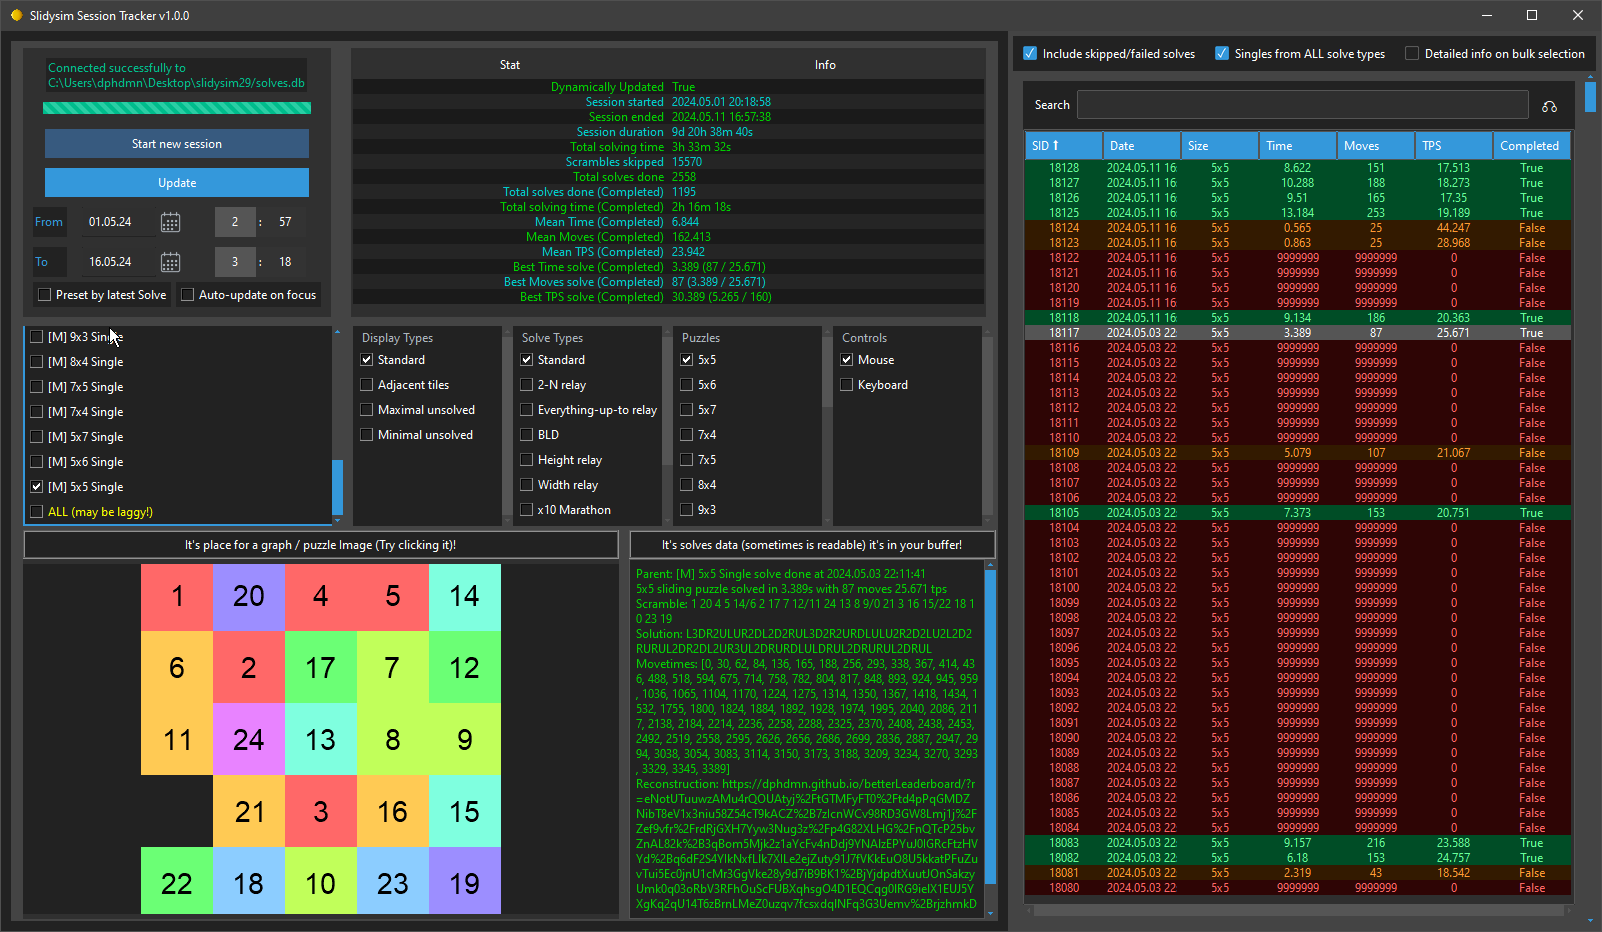 Slidysim Session Tracker v1.0.0
Connected successfully to
C:\Users\dphdmn\Desktop\slidysim29/solves.db
Start new session
Update
From 01.05.24 2 : 57
To 16.05.24 3 : 18
Preset by latest Solve Auto-update on focus
Stat Info
Dynamically Updated True
Session started 2024.05.01 20:18:58
Session ended 2024.05.11 16:57:38
Session duration 9d 20h 38m 40s
Total solving time 3h 33m 32s
Scrambles skipped 15570
Total solves done 2558
Total solves done (Completed) 1195
Total solving time (Completed) 2h 16m 18s
Mean Time (Completed) 6.844
Mean Moves (Completed) 162.413
Mean TPS (Completed) 23.942
Best Time solve (Completed) 3.389 (87 / 25.671)
Best Moves solve (Completed) 87 (3.389 / 25.671)
Best TPS solve (Completed) 30.389 (5.265 / 160)
[M] 9x3 Single
[M] 8x4 Single
[M] 7x5 Single
[M] 7x4 Single
[M] 5x7 Single
[M] 5x6 Single
[M] 5x5 Single
ALL (may be laggy!)
Display Types
Standard
Adjacent tiles
Maximal unsolved
Minimal unsolved
Solve Types
Standard
2-N relay
Everything-up-to relay
BLD
Height relay
Width relay
x10 Marathon
Puzzles
5x5
5x6
5x7
7x4
7x5
8x4
9x3
Controls
Mouse
Keyboard
It's place for a graph / puzzle Image (Try clicking it)!
1 20 4 5 14
6 2 17 7 12
11 24 13 8 9
21 3 16 15
22 18 10 23 19
It's solves data (sometimes is readable) it's in your buffer!
Parent: [M] 5x5 Single solve done at 2024.05.03 22:11:41
5x5 sliding puzzle solved in 3.389s with 87 moves 25.671 tps
Scramble: 1 20 4 5 14/6 2 17 7 12/11 24 13 8 9/0 21 3 16 15/22 18 1
0 23 19
Solution: L3DR2ULUR2DL2D2RUL3D2R2URDLULU2R2D2LU2L2D2
RURUL2DR2DL2UR3UL2DRURDLULDRUL2DRURUL2DRUL
Movetimes: [0, 30, 62, 84, 136, 165, 188, 256, 293, 338, 367, 414, 43
6, 488, 518, 594, 675, 714, 758, 782, 804, 817, 848, 893, 924, 945, 959
, 1036, 1065, 1104, 1170, 1224, 1275, 1314, 1350, 1367, 1418, 1434, 1
532, 1755, 1800, 1824, 1884, 1892, 1928, 1974, 1995, 2040, 2086, 211
7, 2138, 2184, 2214, 2236, 2258, 2288, 2325, 2370, 2408, 2438, 2453,
2492, 2519, 2558, 2595, 2626, 2656, 2686, 2699, 2836, 2887, 2947, 29
94, 3038, 3054, 3083, 3114, 3150, 3173, 3188, 3209, 3234, 3270, 3293
, 3329, 3345, 3389]
Reconstruction: https://dphdmn.github.io/betterLeaderboard/?r
Include skipped/failed solves Singles from ALL solve types Detailed info on bulk selection
Search
SID ↑ Date Size Time Moves TPS Completed
18128 2024.05.11 16: 5x5 8.622 151 17.513 True
18127 2024.05.11 16: 5x5 10.288 188 18.273 True
18126 2024.05.11 16: 5x5 9.51 165 17.35 True
18125 2024.05.11 16: 5x5 13.184 253 19.189 True
18124 2024.05.11 16: 5x5 0.565 25 44.247 False
18123 2024.05.11 16: 5x5 0.863 25 28.968 False
18122 2024.05.11 16: 5x5 9999999 9999999 0 False
18121 2024.05.11 16: 5x5 9999999 9999999 0 False
18120 2024.05.11 16: 5x5 9999999 9999999 0 False
18119 2024.05.11 16: 5x5 9999999 9999999 0 False
18118 2024.05.11 16: 5x5 9.134 186 20.363 True
18117 2024.05.03 22: 5x5 3.389 87 25.671 True
18116 2024.05.03 22: 5x5 9999999 9999999 0 False
18115 2024.05.03 22: 5x5 9999999 9999999 0 False
18114 2024.05.03 22: 5x5 9999999 9999999 0 False
18113 2024.05.03 22: 5x5 9999999 9999999 0 False
18112 2024.05.03 22: 5x5 9999999 9999999 0 False
18111 2024.05.03 22: 5x5 9999999 9999999 0 False
18110 2024.05.03 22: 5x5 9999999 9999999 0 False
18109 2024.05.03 22: 5x5 5.079 107 21.067 False
18108 2024.05.03 22: 5x5 9999999 9999999 0 False
18107 2024.05.03 22: 5x5 9999999 9999999 0 False
18106 2024.05.03 22: 5x5 9999999 9999999 0 False
18105 2024.05.03 22: 5x5 7.373 153 20.751 True
18104 2024.05.03 22: 5x5 9999999 9999999 0 False
18103 2024.05.03 22: 5x5 9999999 9999999 0 False
18102 2024.05.03 22: 5x5 9999999 9999999 0 False
18101 2024.05.03 22: 5x5 9999999 9999999 0 False
18100 2024.05.03 22: 5x5 9999999 9999999 0 False
18099 2024.05.03 22: 5x5 9999999 9999999 0 False
18098 2024.05.03 22: 5x5 9999999 9999999 0 False
18097 2024.05.03 22: 5x5 9999999 9999999 0 False
18096 2024.05.03 22: 5x5 9999999 9999999 0 False
18095 2024.05.03 22: 5x5 9999999 9999999 0 False
18094 2024.05.03 22: 5x5 9999999 9999999 0 False
18093 2024.05.03 22: 5x5 9999999 9999999 0 False
18092 2024.05.03 22: 5x5 9999999 9999999 0 False
18091 2024.05.03 22: 5x5 9999999 9999999 0 False
18090 2024.05.03 22: 5x5 9999999 9999999 0 False
18089 2024.05.03 22: 5x5 9999999 9999999 0 False
18088 2024.05.03 22: 5x5 9999999 9999999 0 False
18087 2024.05.03 22: 5x5 9999999 9999999 0 False
18086 2024.05.03 22: 5x5 9999999 9999999 0 False
18085 2024.05.03 22: 5x5 9999999 9999999 0 False
18084 2024.05.03 22: 5x5 9999999 9999999 0 False
18083 2024.05.03 22: 5x5 9.157 216 23.588 True
18082 2024.05.03 22: 5x5 6.18 153 24.757 True
18081 2024.05.03 22: 5x5 2.319 43 18.542 False
18080 2024.05.03 22: 5x5 9999999 9999999 0 False